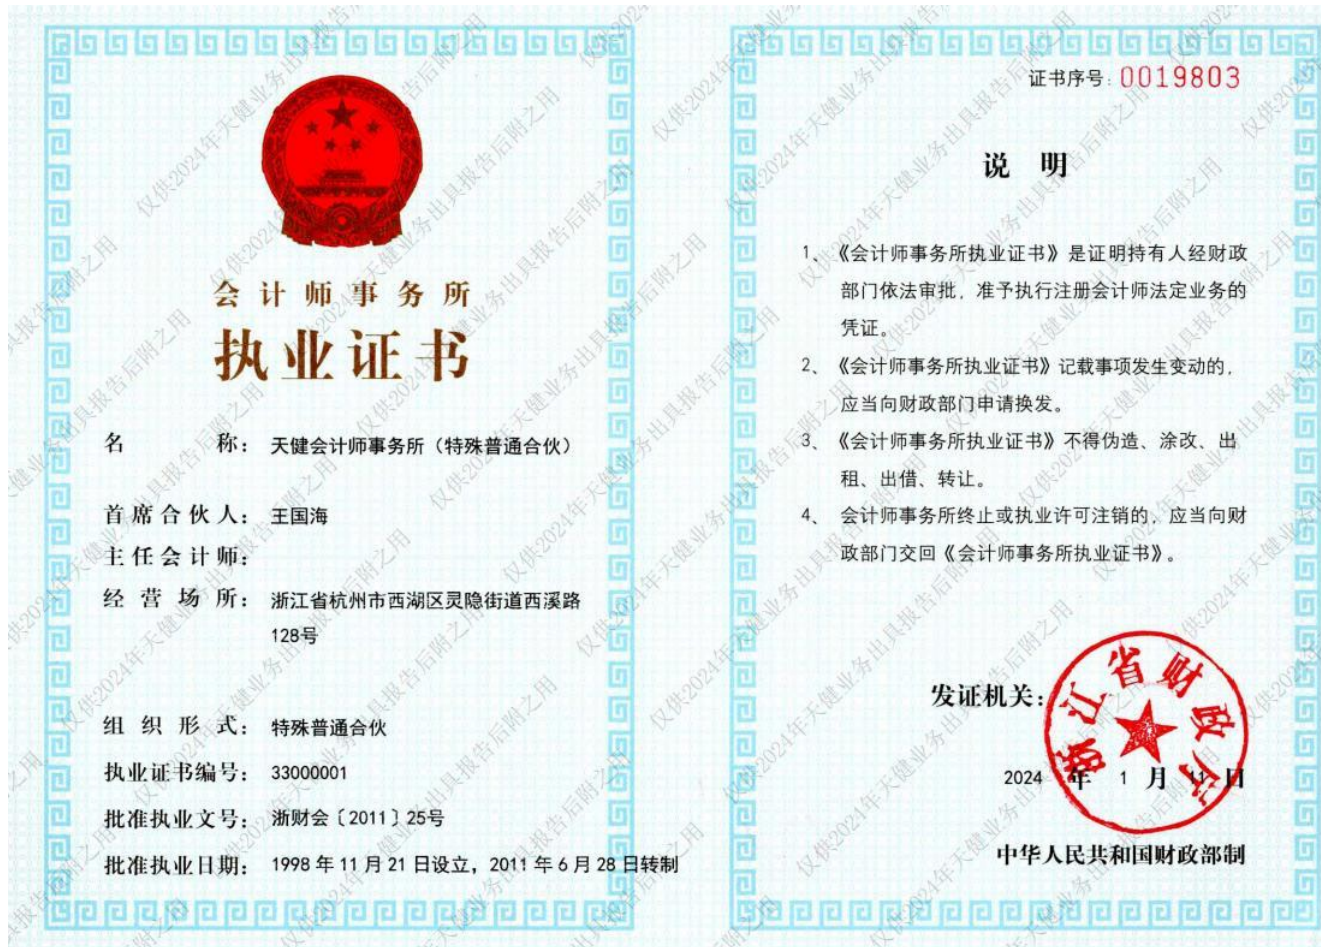 会计师事务所
执业证书
名称：天健会计师事务所（特殊普通合伙）
首席合伙人：王国海
主任会计师：
经营场所：浙江省杭州市西湖区灵隐街道西溪路
128号
组织形式：特殊普通合伙
执业证书编号：33000001
批准执业文号：浙财会〔2011〕25号
批准执业日期：1998年11月21日设立，2011年6月28日转制
证书序号：0019803
说明
1、《会计师事务所执业证书》是证明持有人经财政
部门依法审批，准予执行注册会计师法定业务的
凭证。
2、《会计师事务所执业证书》记载事项发生变动的，
应当向财政部门申请换发。
3、《会计师事务所执业证书》不得伪造、涂改、出
租、出借、转让。
4、会计师事务所终止或执业许可注销的，应当向财
政部门交回《会计师事务所执业证书》。
发证机关：
浙江省财政厅
2024年1月11日
中华人民共和国财政部制
仅供2024年天健业务出具报告后附之用